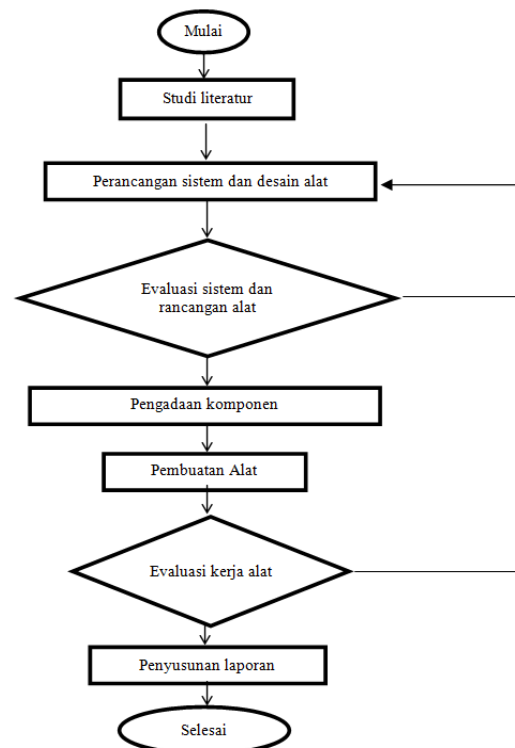 Mulai
Studi literatur
Perancangan sistem dan desain alat
Evaluasi sistem dan
rancangan alat
Pengadaan komponen
Pembuatan Alat
Evaluasi kerja alat
Penyusunan laporan
Selesai